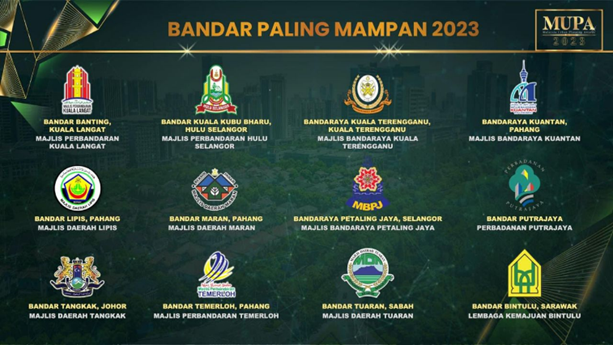 BANDAR PALING MAMPAN 2023
MUPA
2023
BANDAR BANTING,
KUALA LANGAT
MAJLIS PERBANDARAN
KUALA LANGAT
BANDAR KUALA KUBU BHARU,
HULU SELANGOR
MAJLIS PERBANDARAN HULU
SELANGOR
BANDARAYA KUALA TERENGGANU,
KUALA TERENGGANU
MAJLIS BANDARAYA KUALA
TERENGGANU
KUANTAN
BANDARAYA KUANTAN,
PAHANG
MAJLIS BANDARAYA KUANTAN
BANDAR LIPIS, PAHANG
MAJLIS DAERAH LIPIS
BANDAR MARAN, PAHANG
MAJLIS DAERAH MARAN
MBPJ
BANDARAYA PETALING JAYA, SELANGOR
MAJLIS BANDARAYA PETALING JAYA
PERBADANAN
PUTRAJAYA
BANDAR PUTRAJAYA
PERBADANAN PUTRAJAYA
BANDAR TANGKAK, JOHOR
MAJLIS DAERAH TANGKAK
TEMERLOH
BANDAR TEMERLOH, PAHANG
MAJLIS PERBANDARAN TEMERLOH
BANDAR TUARAN, SABAH
MAJLIS DAERAH TUARAN
BANDAR BINTULU, SARAWAK
LEMBAGA KEMAJUAN BINTULU